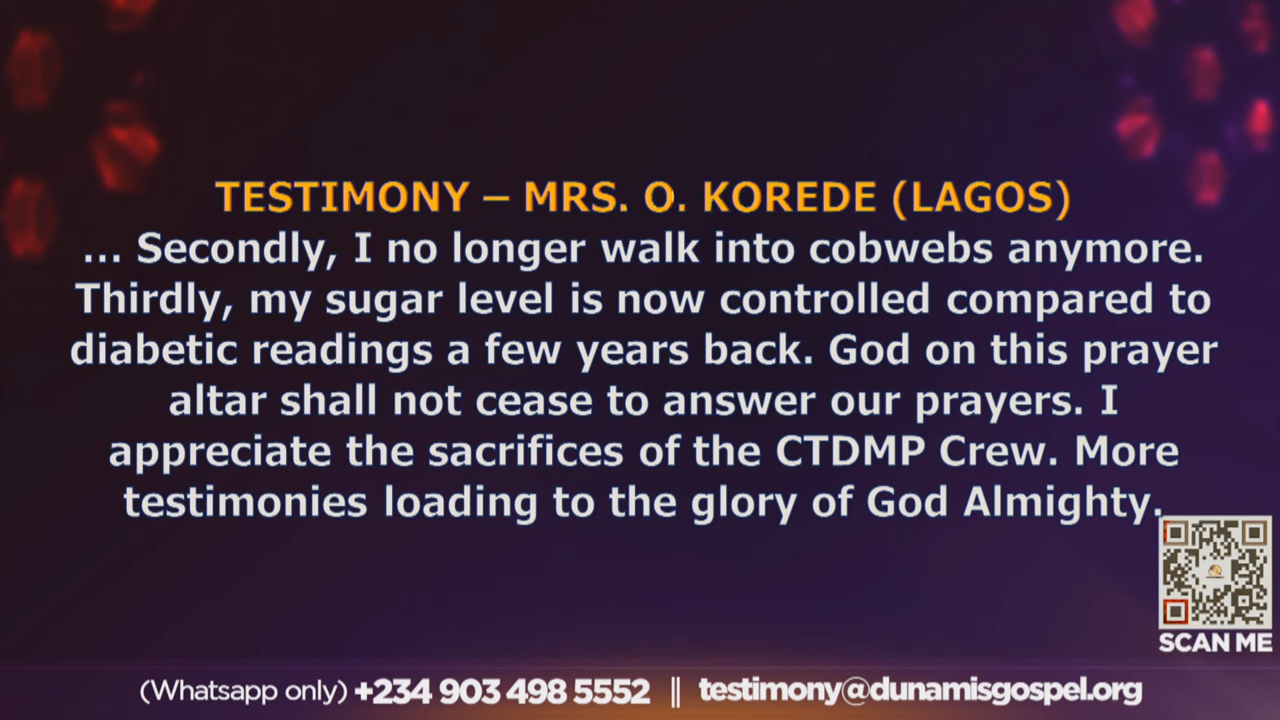 TESTIMONY – MRS. O. KOREDE (LAGOS)
... Secondly, I no longer walk into cobwebs anymore.
Thirdly, my sugar level is now controlled compared to
diabetic readings a few years back. God on this prayer
altar shall not cease to answer our prayers. I
appreciate the sacrifices of the CTDMP Crew. More
testimonies loading to the glory of God Almighty.
SCAN ME
(Whatsapp only) +234 903 498 5552 || testimony@dunamisgospel.org